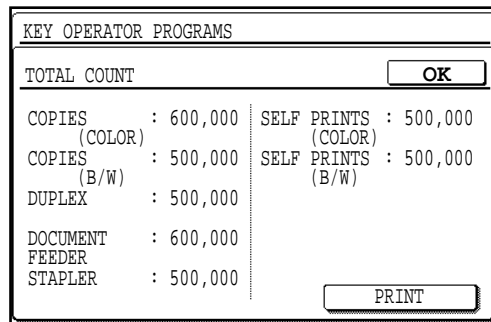 KEY OPERATOR PROGRAMS
TOTAL COUNT
OK
COPIES : 600,000
(COLOR)
COPIES : 500,000
(B/W)
DUPLEX : 500,000
DOCUMENT : 600,000
FEEDER
STAPLER : 500,000
SELF PRINTS : 500,000
(COLOR)
SELF PRINTS : 500,000
(B/W)
PRINT